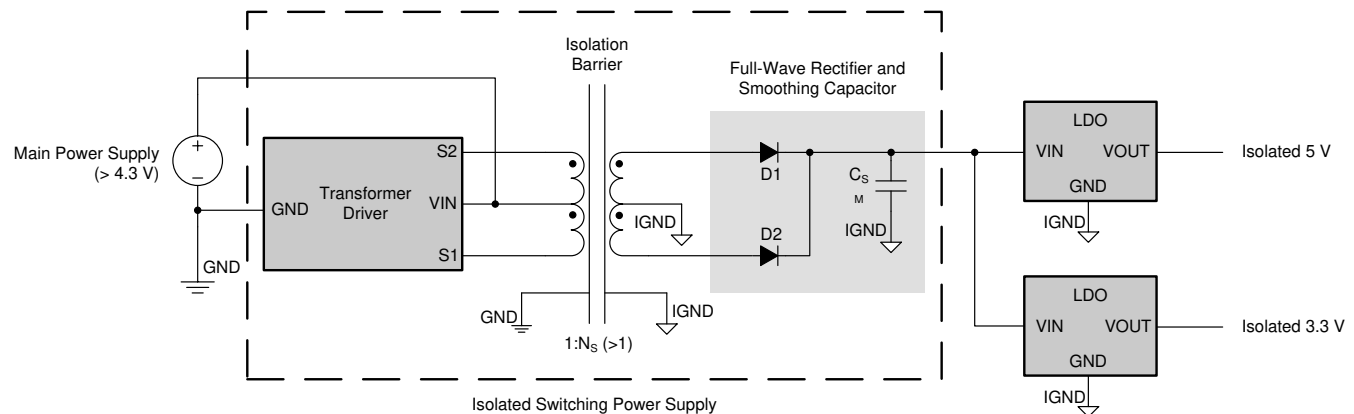 Isolation
Barrier
Full-Wave Rectifier and
Smoothing Capacitor
Main Power Supply
(> 4.3 V)
+
–
GND
GND
Transformer
Driver
S2
VIN
S1
IGND
D1
D2
CS
M
IGND
GND
IGND
1:NS (>1)
LDO
VIN
VOUT
GND
IGND
Isolated 5 V
LDO
VIN
VOUT
GND
IGND
Isolated 3.3 V
Isolated Switching Power Supply